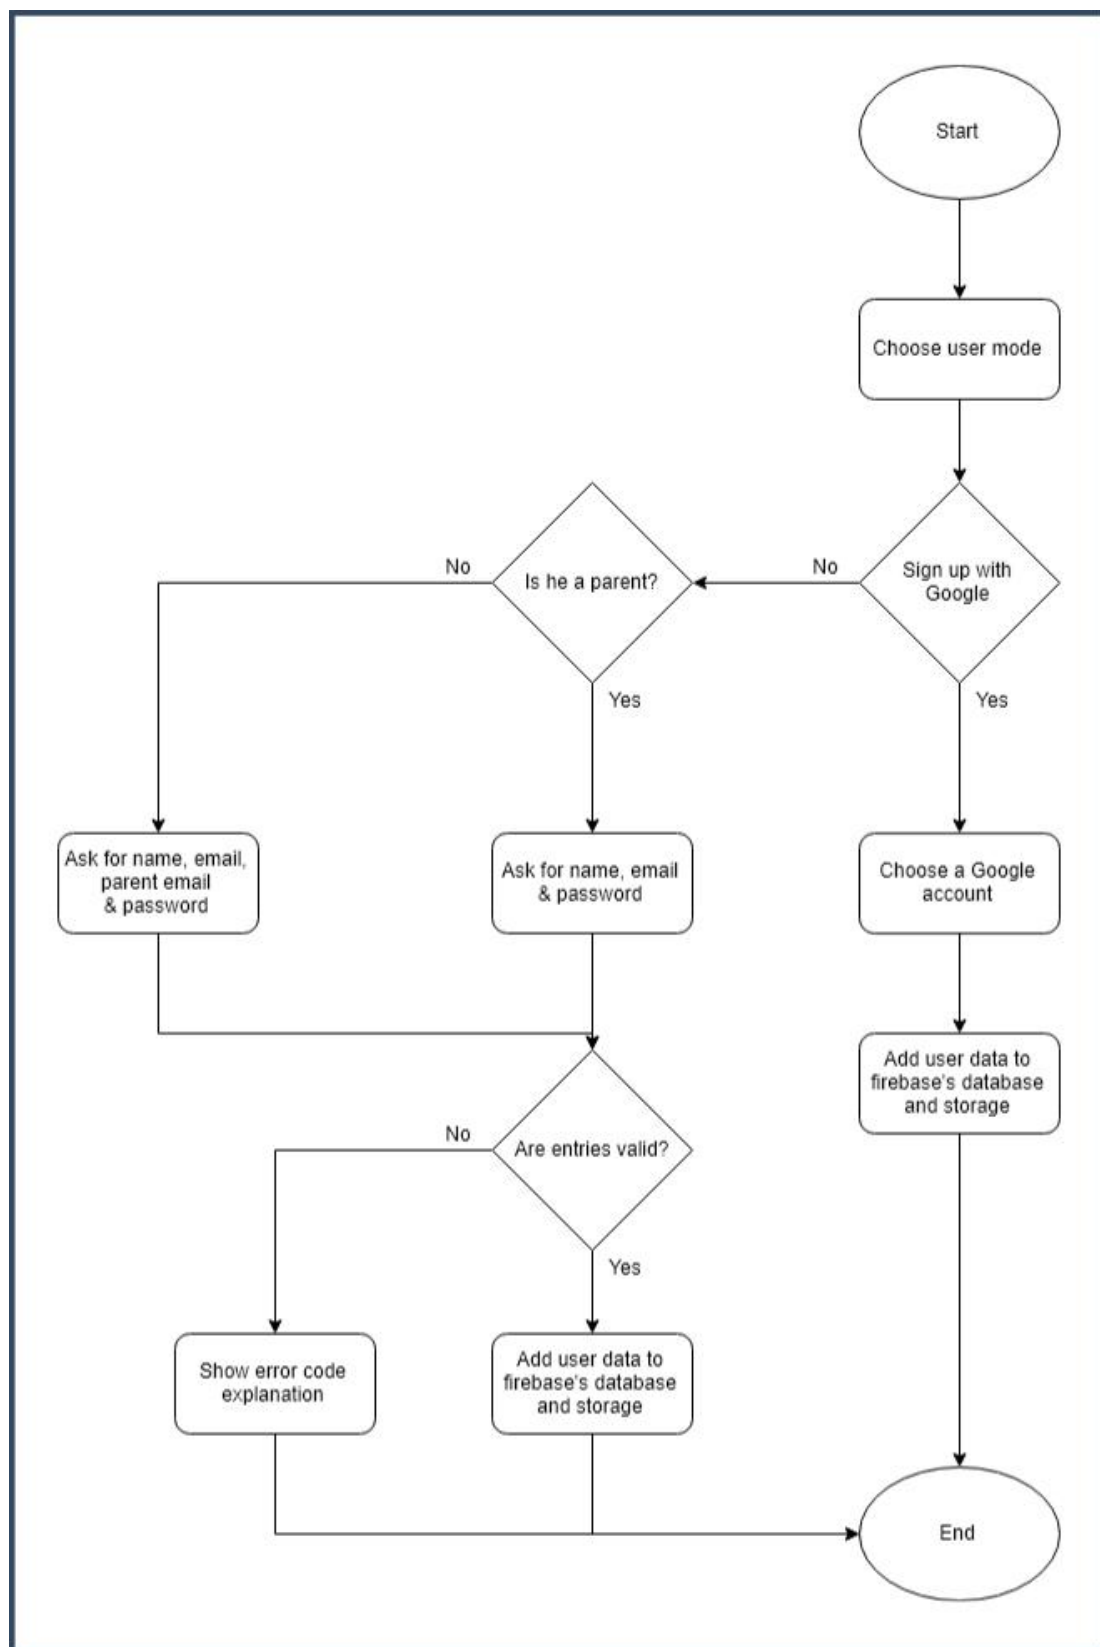 Start
Choose user mode
Sign up with
Google
No
Is he a parent?
No
Yes
Yes
Ask for name, email,
parent email
& password
Ask for name, email
& password
Choose a Google
account
Add user data to
firebase's database
and storage
Are entries valid?
No
Yes
Show error code
explanation
Add user data to
firebase's database
and storage
End